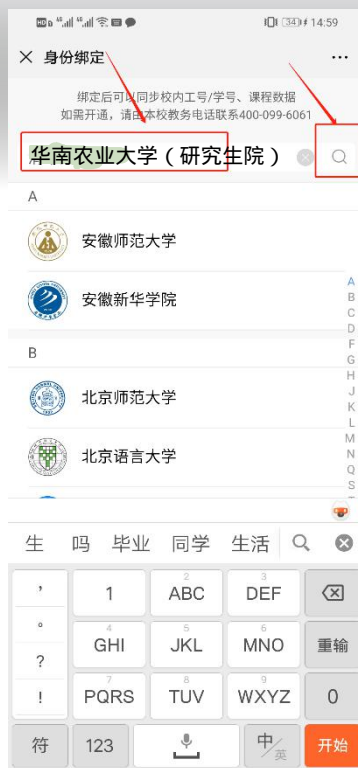 HD 46 46 34 14:59
身份绑定
绑定后可以同步校内工号/学号、课程数据
如需开通，请由本校教务电话联系400-099-6061
华南农业大学（研究生院）
A
安徽师范大学
安徽新华学院
B
北京师范大学
北京语言大学
A
B
C
D
F
G
H
J
K
L
M
N
Q
S
生 吗 毕业 同学 生活
， 1 2 ABC 3 DEF
。 4 GHI 5 JKL 6 MNO 重输
？
！ 7 PQRS 8 TUV 9 WXYZ 0
符 123 中/英 开始